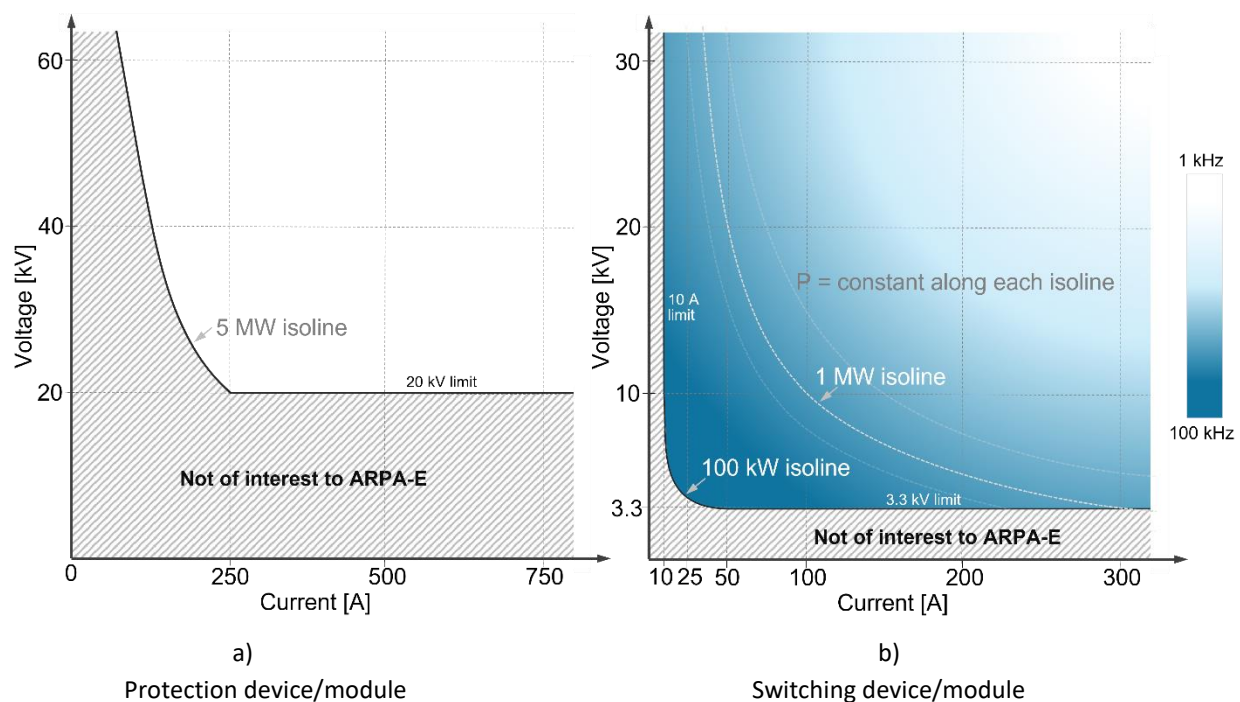 60
40
20
0
250
500
750
Voltage [kV]
Current [A]
5 MW isoline
20 kV limit
Not of interest to ARPA-E
a)
Protection device/module
30
20
10
3.3
10
25
50
100
200
300
Voltage [kV]
Current [A]
10 A
limit
P = constant along each isoline
1 MW isoline
100 kW isoline
3.3 kV limit
Not of interest to ARPA-E
1 kHz
100 kHz
b)
Switching device/module